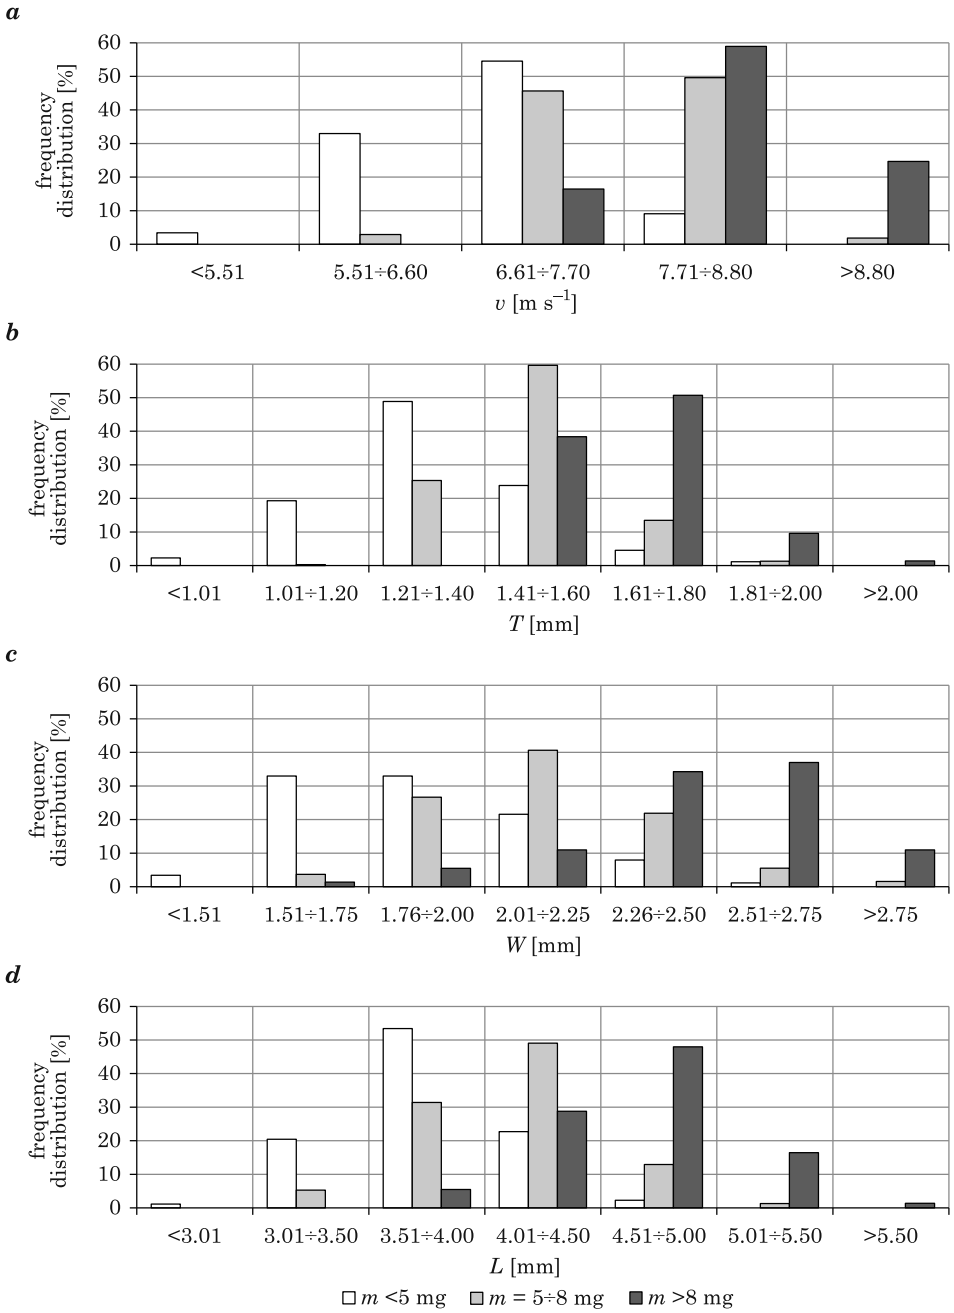 a
frequency
distribution [%]
60
50
40
30
20
10
0
<5.51 5.51÷6.60 6.61÷7.70 7.71÷8.80 >8.80
v [m s⁻¹]
b
frequency
distribution [%]
60
50
40
30
20
10
0
<1.01 1.01÷1.20 1.21÷1.40 1.41÷1.60 1.61÷1.80 1.81÷2.00 >2.00
T [mm]
c
frequency
distribution [%]
60
50
40
30
20
10
0
<1.51 1.51÷1.75 1.76÷2.00 2.01÷2.25 2.26÷2.50 2.51÷2.75 >2.75
W [mm]
d
frequency
distribution [%]
60
50
40
30
20
10
0
<3.01 3.01÷3.50 3.51÷4.00 4.01÷4.50 4.51÷5.00 5.01÷5.50 >5.50
L [mm]
m <5 mg m = 5÷8 mg m >8 mg